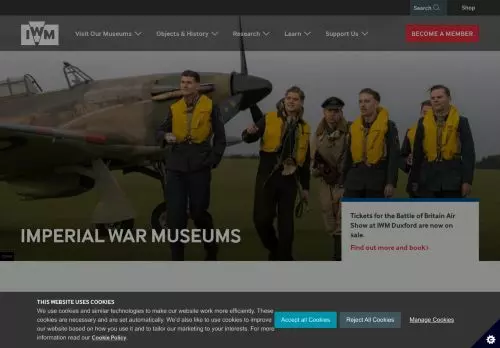 Search
Shop
IWM
Visit Our Museums
Objects & History
Research
Learn
Support Us
BECOME A MEMBER
IMPERIAL WAR MUSEUMS
Tickets for the Battle of Britain Air
Show at IWM Duxford are now on
sale.
Find out more and book›
THIS WEBSITE USES COOKIES
We use cookies and similar technologies to make our website work more efficiently. These
cookies are necessary and are set automatically. We'd also like to use cookies to improve
our website based on how you use it and to tailor our marketing to your interests. For more
information read our Cookie Policy.
Accept all Cookies
Reject All Cookies
Manage Cookies